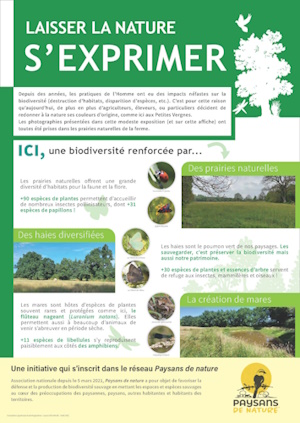 LAISSER LA NATURE
S'EXPRIMER
Depuis des années, les pratiques de l'Homme ont eu des impacts néfastes sur la
biodiversité (destruction d'habitats, disparition d'espèces, etc.). C'est pour cette raison
qu'aujourd'hui, de plus en plus d'agriculteurs, éleveurs, ou particuliers décident de
redonner à la nature ces couleurs d'origine, comme ici aux Petites Vergnes.
Les photographies présentées dans cette modeste exposition (et sur cette affiche) ont
toutes été prises dans les prairies naturelles de la ferme.
ICI, une biodiversité renforcée par...
Des prairies naturelles
Les prairies naturelles offrent une grande
diversité d'habitats pour la faune et la flore.
+90 espèces de plantes permettent d'accueillir
de nombreux insectes pollinisateurs, dont +31
espèces de papillons !
Des haies diversifiées
Les haies sont le poumon vert de nos paysages. Les
sauvegarder, c'est préserver la biodiversité mais
aussi notre patrimoine.
+30 espèces de plantes et essences d'arbre servent
de refuge aux insectes, mammifères et oiseaux !
La création de mares
Les mares sont hôtes d'espèces de plantes
souvent rares et protégées comme ici, le
flûteau nageant (Luronium natans). Elles
permettent aussi à beaucoup d'animaux de
venir s'abreuver en période sèche.
+12 espèces de libellules s'y reproduisent
paisiblement aux côtés des amphibiens.
Une initiative qui s'inscrit dans le réseau Paysans de nature
Association nationale depuis le 5 mars 2021, Paysans de nature a pour objet de favoriser la
défense et la production de biodiversité sauvage en mettant les espèces et espaces sauvages
au cœur des préoccupations des paysannes, paysans, autres habitantes et habitants des
territoires.
PAYSANS
DE NATURE